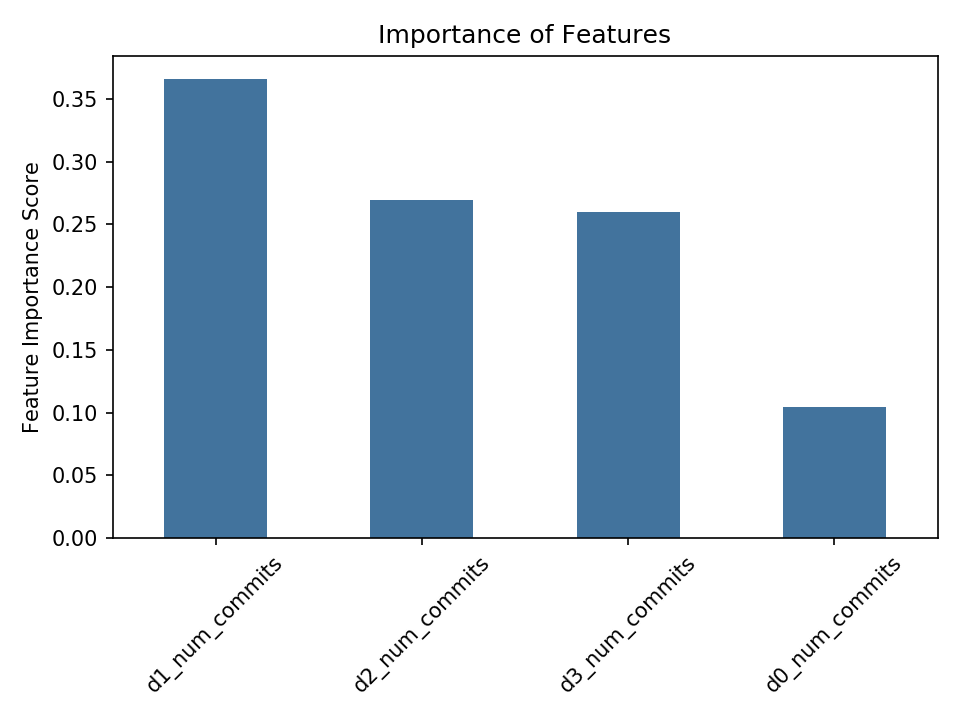 Importance of Features
Feature Importance Score
0.35
0.30
0.25
0.20
0.15
0.10
0.05
0.00
d1_num_commits
d2_num_commits
d3_num_commits
d0_num_commits